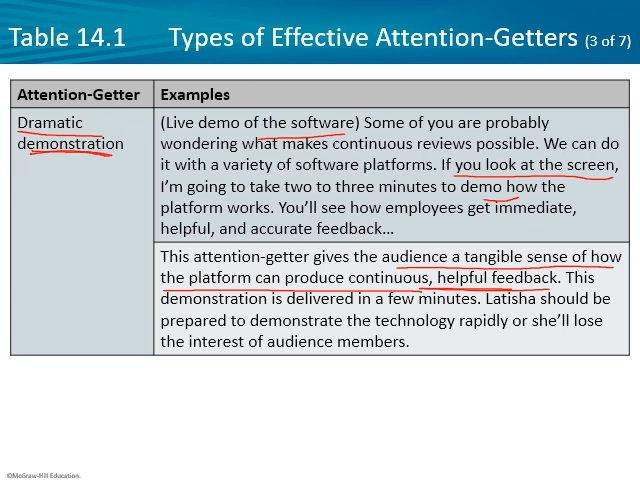 Table 14.1 Types of Effective Attention-Getters (3 of 7)
Attention-Getter Examples
Dramatic
demonstration
(Live demo of the software) Some of you are probably
wondering what makes continuous reviews possible. We can do
it with a variety of software platforms. If you look at the screen,
I'm going to take two to three minutes to demo how the
platform works. You'll see how employees get immediate,
helpful, and accurate feedback…
This attention-getter gives the audience a tangible sense of how
the platform can produce continuous, helpful feedback. This
demonstration is delivered in a few minutes. Latisha should be
prepared to demonstrate the technology rapidly or she'll lose
the interest of audience members.
©McGraw-Hill Education.